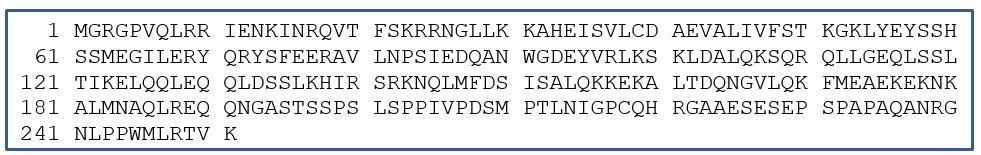 1 MGRGPVQLRR IENKINRQVT FSKRRNGLLK KAHEISVLCD AEVALIVFST KGKLYEYSSH
61 SSMEGILERY QRYSFEERAV LNPSIEDQAN WGDEYVRLKS KLDALQKSQR QLLGEQLSSL
121 TIKELQQLEQ QLDSSLKHIR SRKNQLMFDS ISALQKKEKA LTDQNGVLQK FMEAEKEKNK
181 ALMNAQLREQ QNGASTSSPS LSPPIVPDSM PTLNIGPCQH RGAAESESEP SPAPAQANRG
241 NLPPWMLRTV K